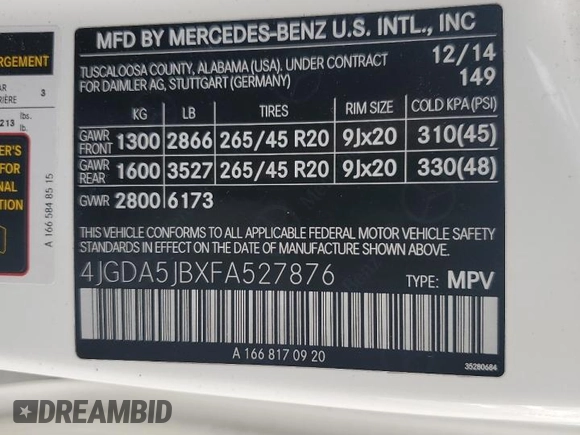 MFD BY MERCEDES-BENZ U.S. INTL., INC
TUSCALOOSA COUNTY, ALABAMA (USA). UNDER CONTRACT
FOR DAIMLER AG, STUTTGART (GERMANY)
12/14
149
KG LB TIRES RIM SIZE COLD KPA (PSI)
GAWR FRONT 1300 2866 265/45 R20 9Jx20 310(45)
GAWR REAR 1600 3527 265/45 R20 9Jx20 330(48)
GVWR 2800 6173
THIS VEHICLE CONFORMS TO ALL APPLICABLE FEDERAL MOTOR VEHICLE SAFETY
STANDARDS IN EFFECT ON THE DATE OF MANUFACTURE SHOWN ABOVE.
4JGDA5JBXFA527876
TYPE: MPV
A 166 817 09 20
35280684
3
213
lbs.
lb.
A 166 584 85 15
DREAMBID